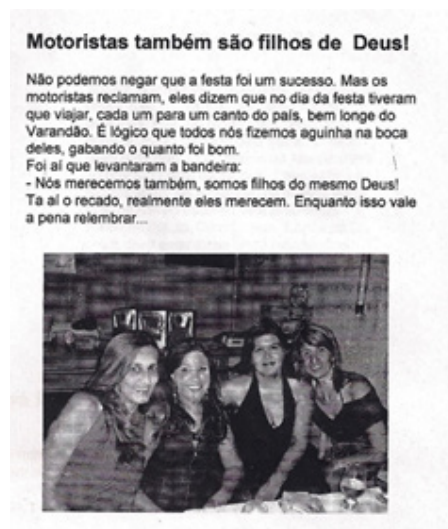 Motoristas também são filhos de Deus!
Não podemos negar que a festa foi um sucesso. Mas os
motoristas reclamam, eles dizem que no dia da festa tiveram
que viajar, cada um para um canto do país, bem longe do
Varandão. É lógico que todos nós fizemos aguinha na boca
deles, gabando o quanto foi bom.
Foi aí que levantaram a bandeira:
- Nós merecemos também, somos filhos do mesmo Deus!
Ta aí o recado, realmente eles merecem. Enquanto isso vale
a pena relembrar...